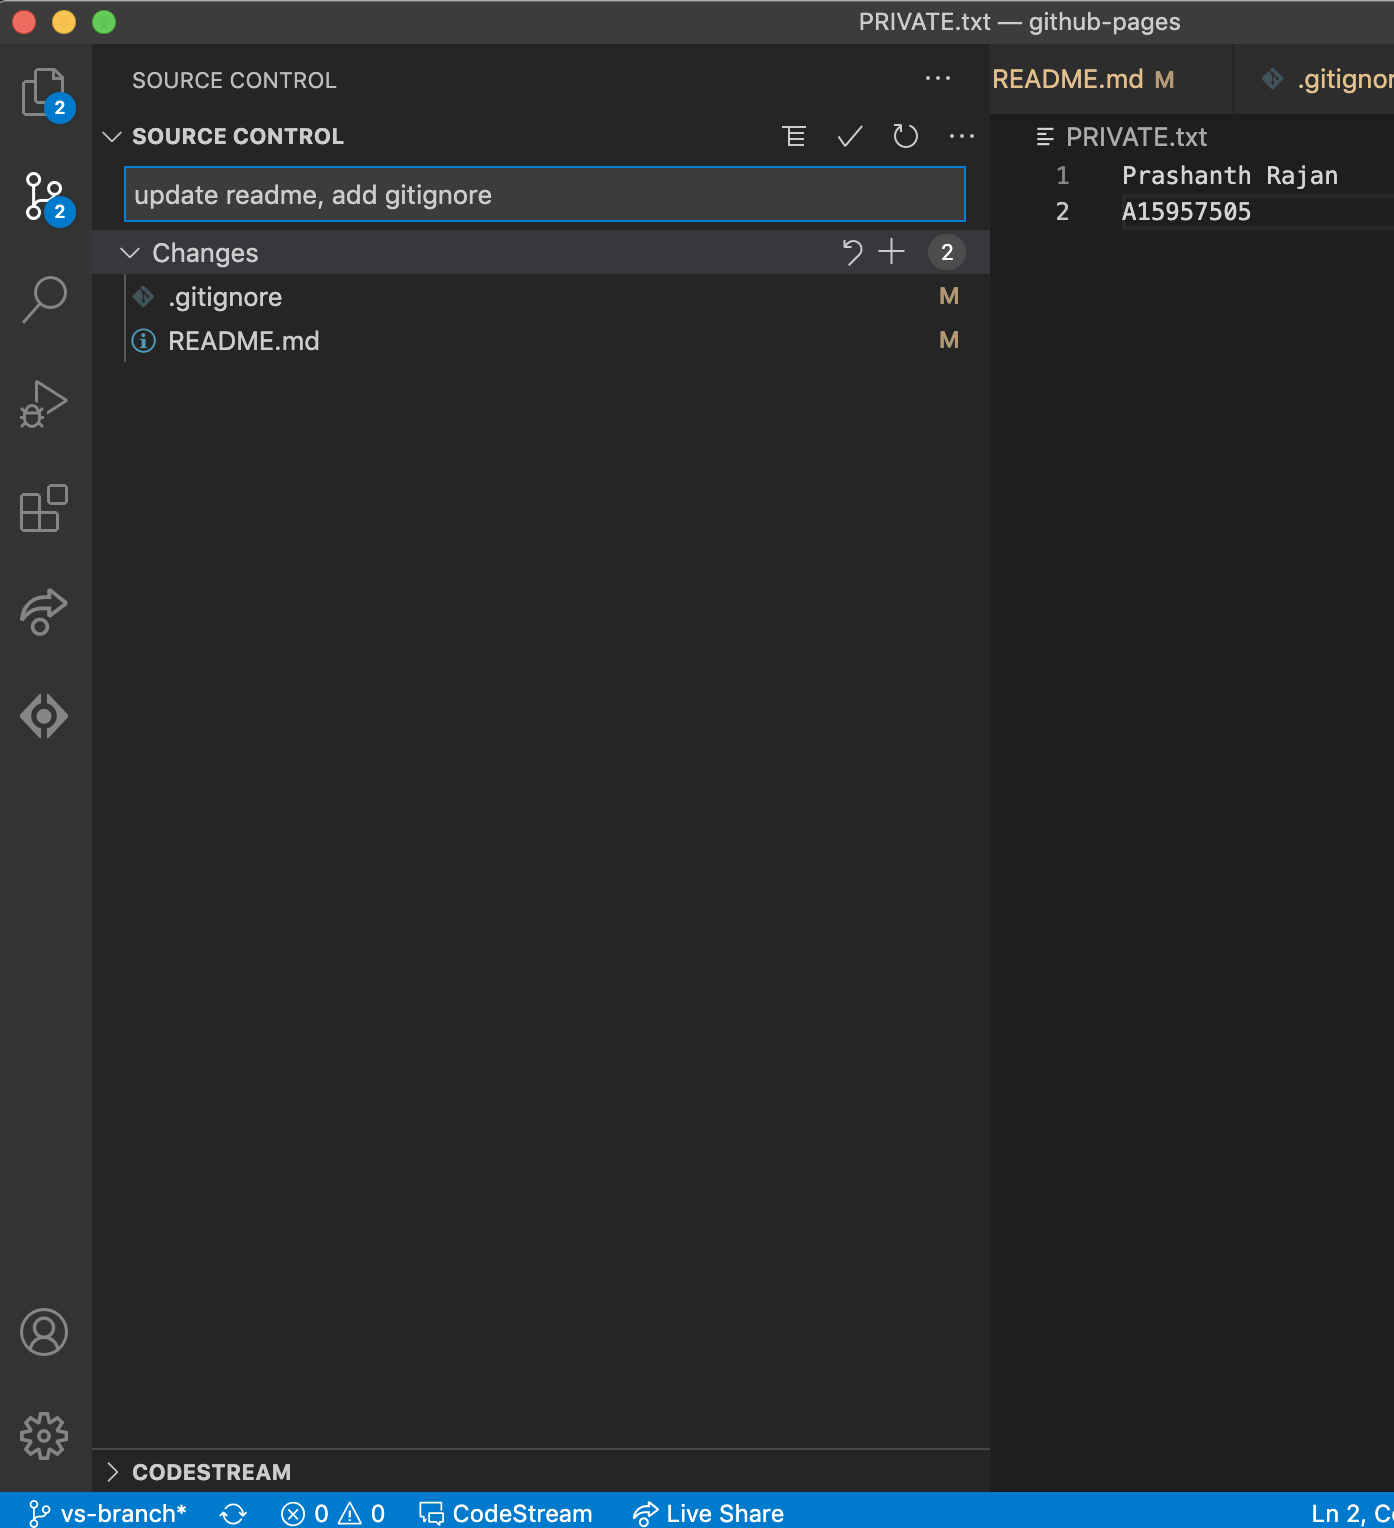 PRIVATE.txt — github-pages
2
2
SOURCE CONTROL
SOURCE CONTROL
update readme, add gitignore
Changes 2
.gitignore M
README.md M
CODESTREAM
README.md M .gitignor
PRIVATE.txt
1 Prashanth Rajan
2 A15957505
vs-branch* 0 0 CodeStream Live Share Ln 2, C